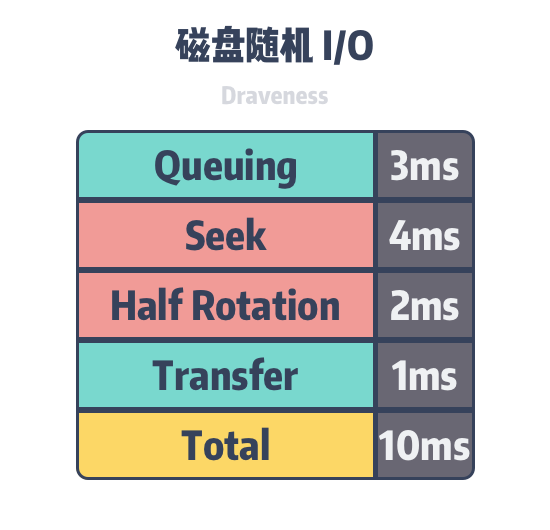 磁盘随机 I/O
Draveness
Queuing 3ms
Seek 4ms
Half Rotation 2ms
Transfer 1ms
Total 10ms